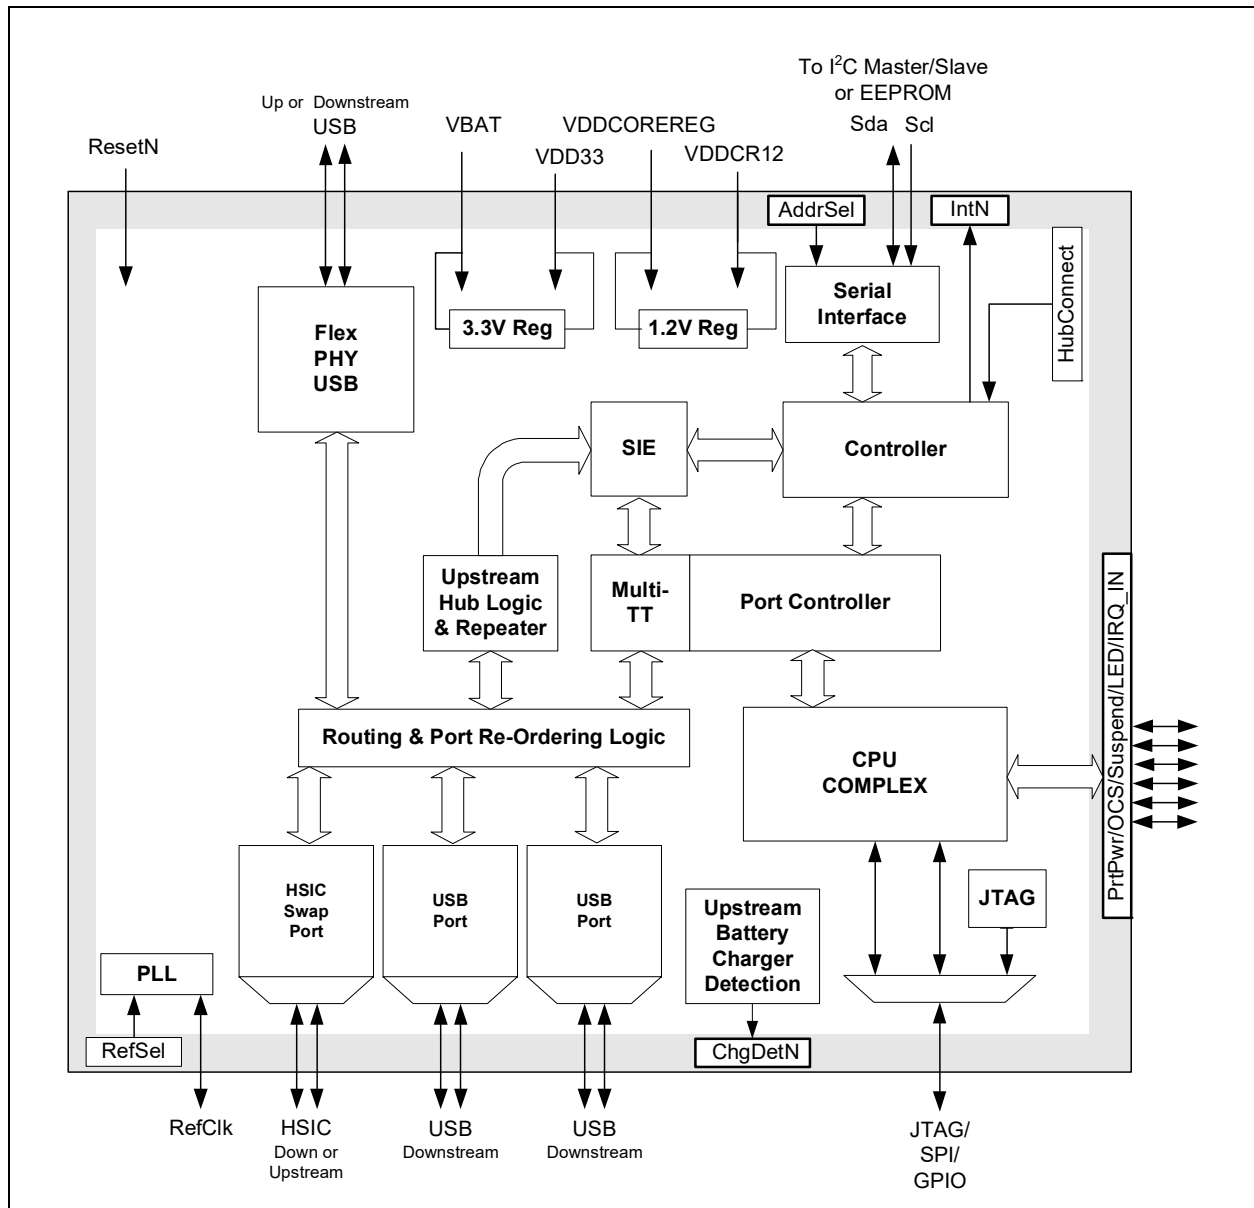 To I²C Master/Slave
or EEPROM
Up or Downstream
USB
VBAT
VDDCOREREG
Sda
Scl
ResetN
VDD33
VDDCR12
AddrSel
IntN
HubConnect
Flex
PHY
USB
3.3V Reg
1.2V Reg
Serial
Interface
SIE
Controller
Upstream
Hub Logic
& Repeater
Multi-
TT
Port Controller
PrtPwr/OCS/Suspend/LED/IRQ_IN
Routing & Port Re-Ordering Logic
CPU
COMPLEX
HSIC
Swap
Port
USB
Port
USB
Port
Upstream
Battery
Charger
Detection
JTAG
PLL
RefSel
ChgDetN
RefClk
HSIC
Down or
Upstream
USB
Downstream
USB
Downstream
JTAG/
SPI/
GPIO